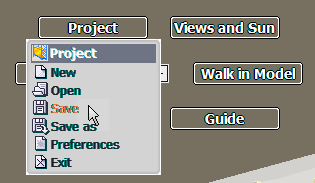 Project
Views and Sun
Project
New
Open
Walk in Model
Save
Save as
Guide
Preferences
Exit